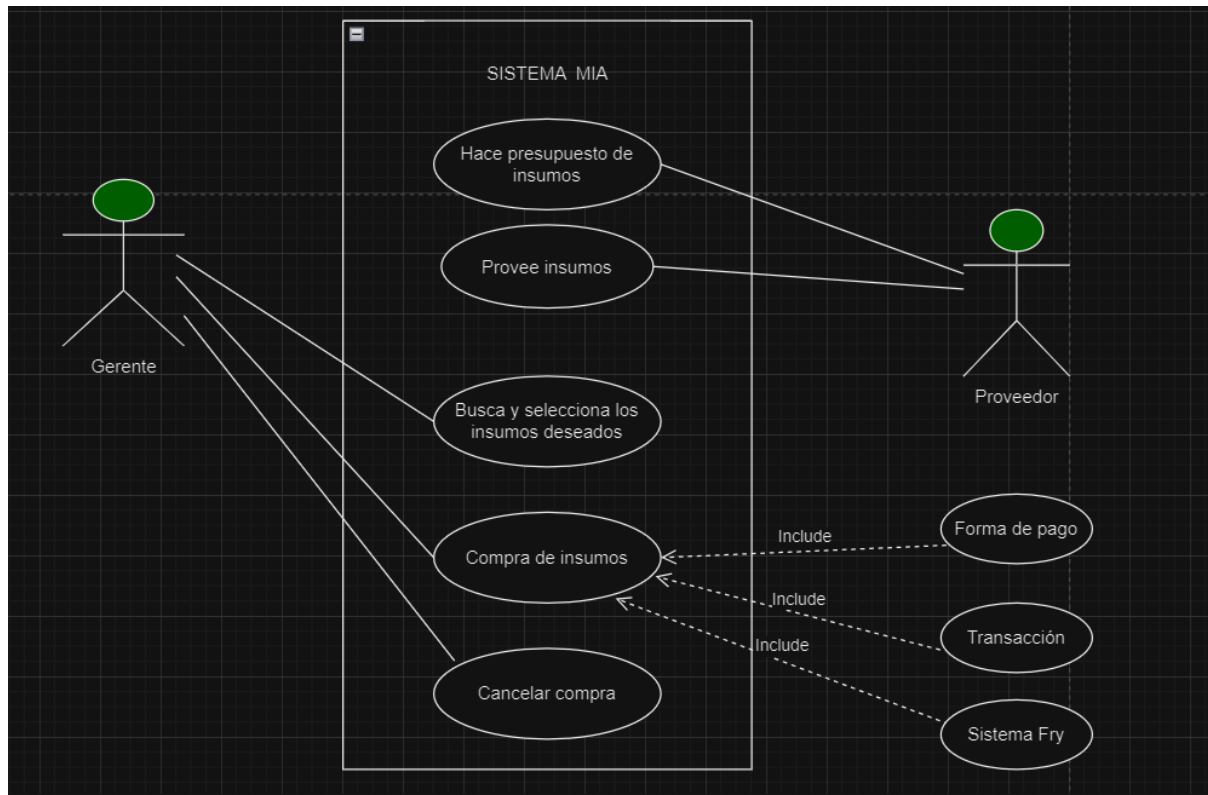 SISTEMA MIA
Hace presupuesto de
insumos
Provee insumos
Gerente
Busca y selecciona los
insumos deseados
Proveedor
Compra de insumos
Include
Forma de pago
Include
Transacción
Include
Cancelar compra
Sistema Fry